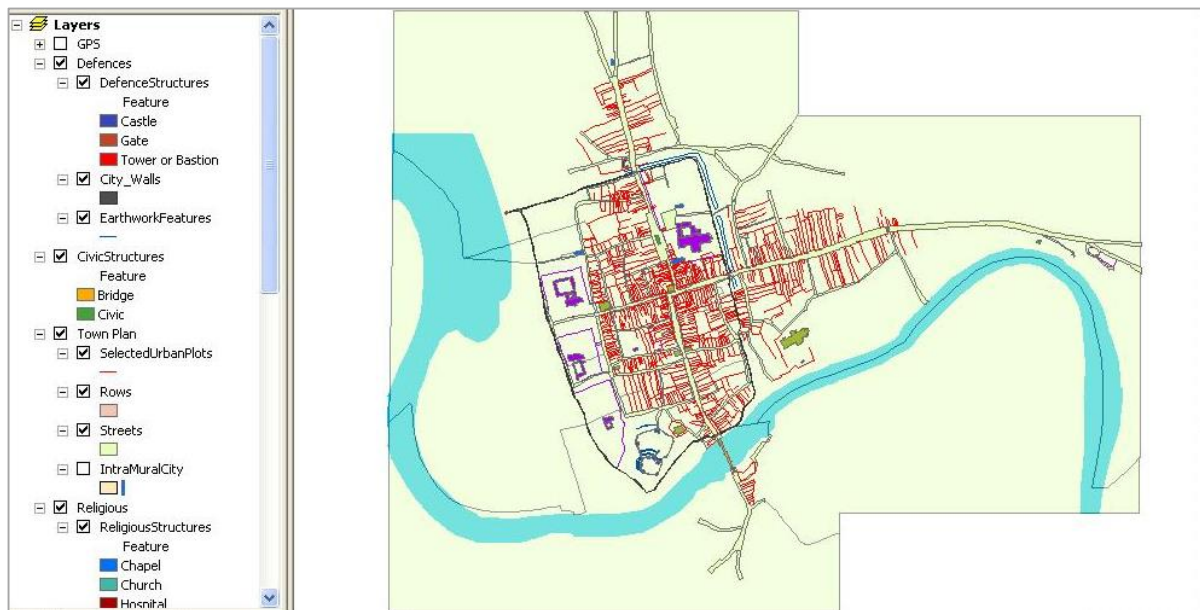 Layers
GPS
Defences
DefenceStructures
Feature
Castle
Gate
Tower or Bastion
City_Walls
EarthworkFeatures
CivicStructures
Feature
Bridge
Civic
Town Plan
SelectedUrbanPlots
Rows
Streets
IntraMuralCity
Religious
ReligiousStructures
Feature
Chapel
Church
Hospital